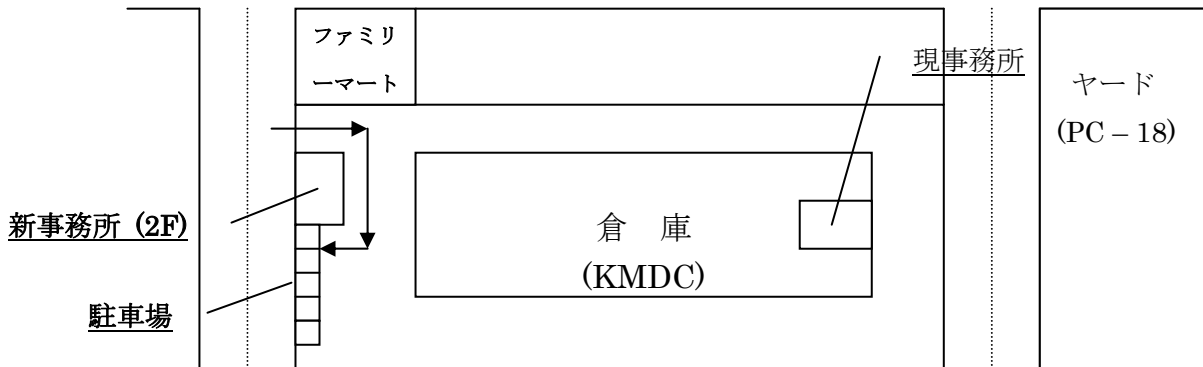 ファミリ
ーマート
現事務所
ヤード
(PC – 18)
新事務所 (2F)
倉 庫
(KMDC)
駐車場